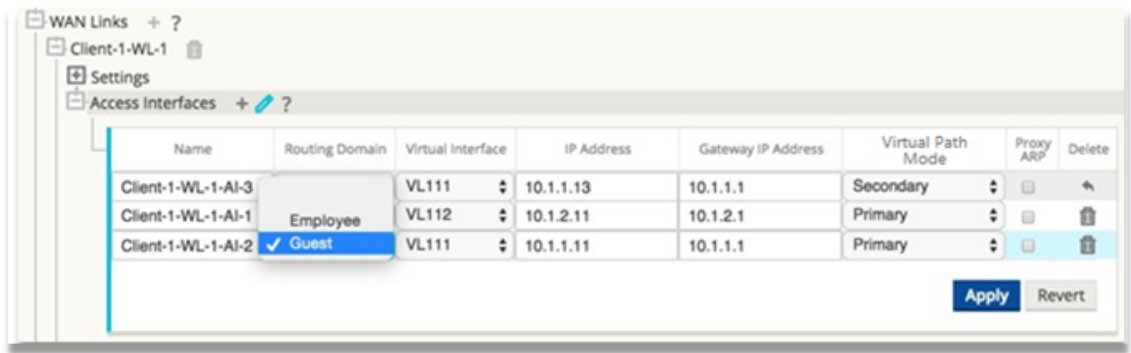 WAN Links + ?
Client-1-WL-1
Settings
Access Interfaces + ?
Name Routing Domain Virtual Interface IP Address Gateway IP Address Virtual Path Mode Proxy ARP Delete
Client-1-WL-1-AI-3 VL111 10.1.1.13 10.1.1.1 Secondary
Client-1-WL-1-AI-1 Employee VL112 10.1.2.11 10.1.2.1 Primary
Client-1-WL-1-AI-2 ✓ Guest VL111 10.1.1.11 10.1.1.1 Primary
Apply Revert